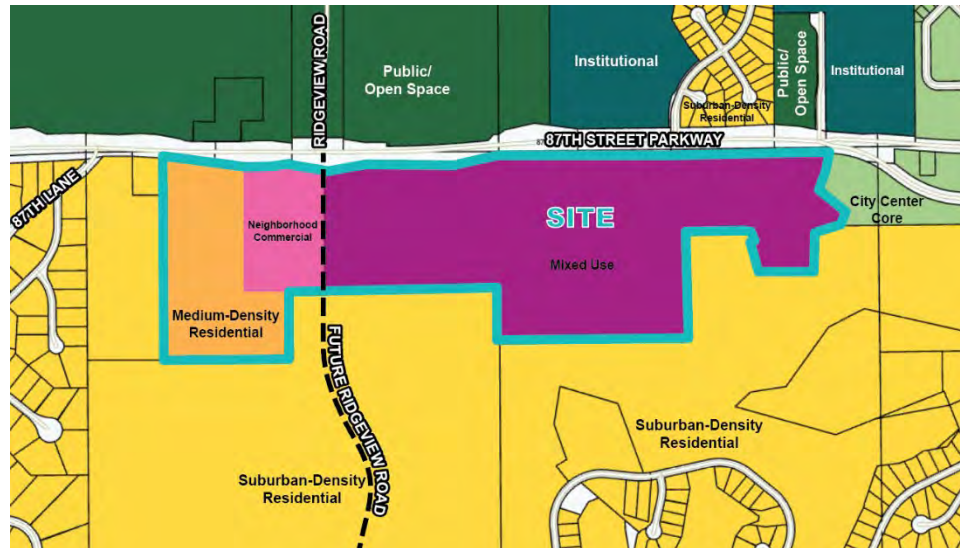 RIDGEVIEW ROAD
Public/
Open Space
Institutional
Suburban-Density
Residential
Public/
Open Space
Institutional
87TH STREET PARKWAY
87TH LANE
Neighborhood
Commercial
SITE
Mixed Use
City Center
Core
Medium-Density
Residential
FUTURE RIDGEVIEW ROAD
Suburban-Density
Residential
Suburban-Density
Residential